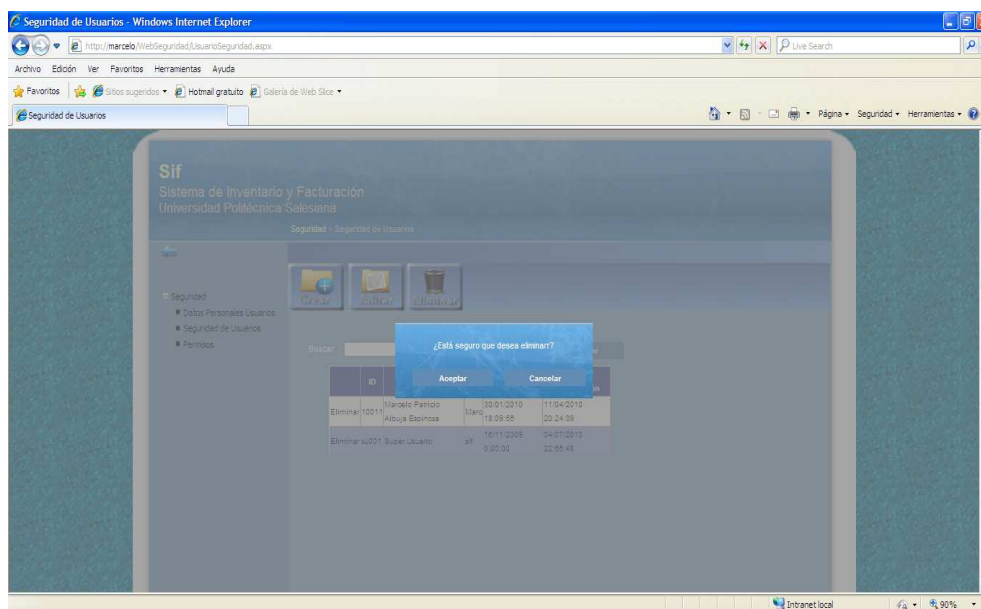 Seguridad de Usuarios - Windows Internet Explorer
http://marcelo/WebSeguridad/UsuarioSeguridad.aspx
Live Search
Archivo Edición Ver Favoritos Herramientas Ayuda
Favoritos Sitios sugeridos Hotmail gratuito Galería de Web Slice
Seguridad de Usuarios
Página Seguridad Herramientas
Sif
Sistema de Inventario y Facturación
Universidad Politécnica Salesiana
Seguridad > Seguridad de Usuarios
Crear Editar Eliminar
Seguridad
Datos Personales Usuarios
Seguridad de Usuarios
Permisos
Buscar
¿Está seguro que desea eliminarr?
Aceptar Cancelar
ID
Eliminar 10011 Marcelo Patricio Albuja Espinosa Marc 30/01/2010 18:09:56 11/04/2010 20:24:39
Eliminar su001 Super Usuario sif 16/11/2009 0:00:00 04/07/2010 22:55:48
Intranet local
90%